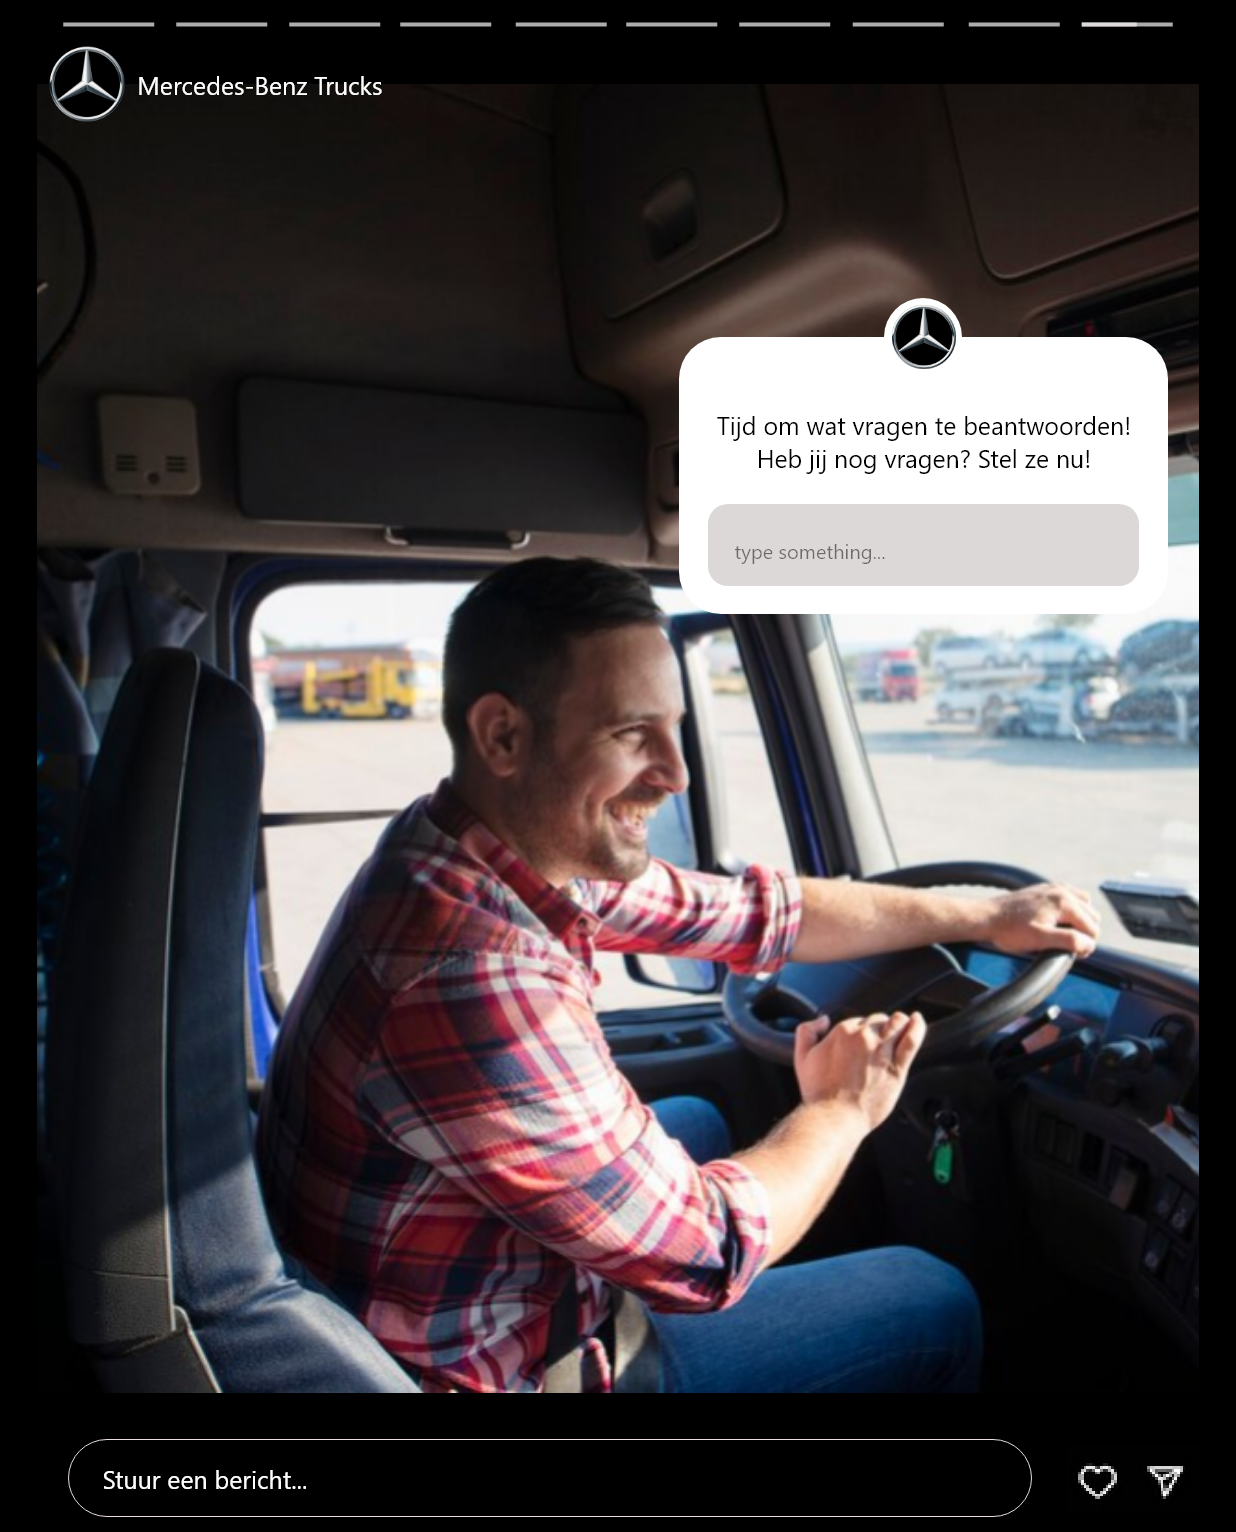 Mercedes-Benz Trucks
Tijd om wat vragen te beantwoorden!
Heb jij nog vragen? Stel ze nu!
type something...
Stuur een bericht...